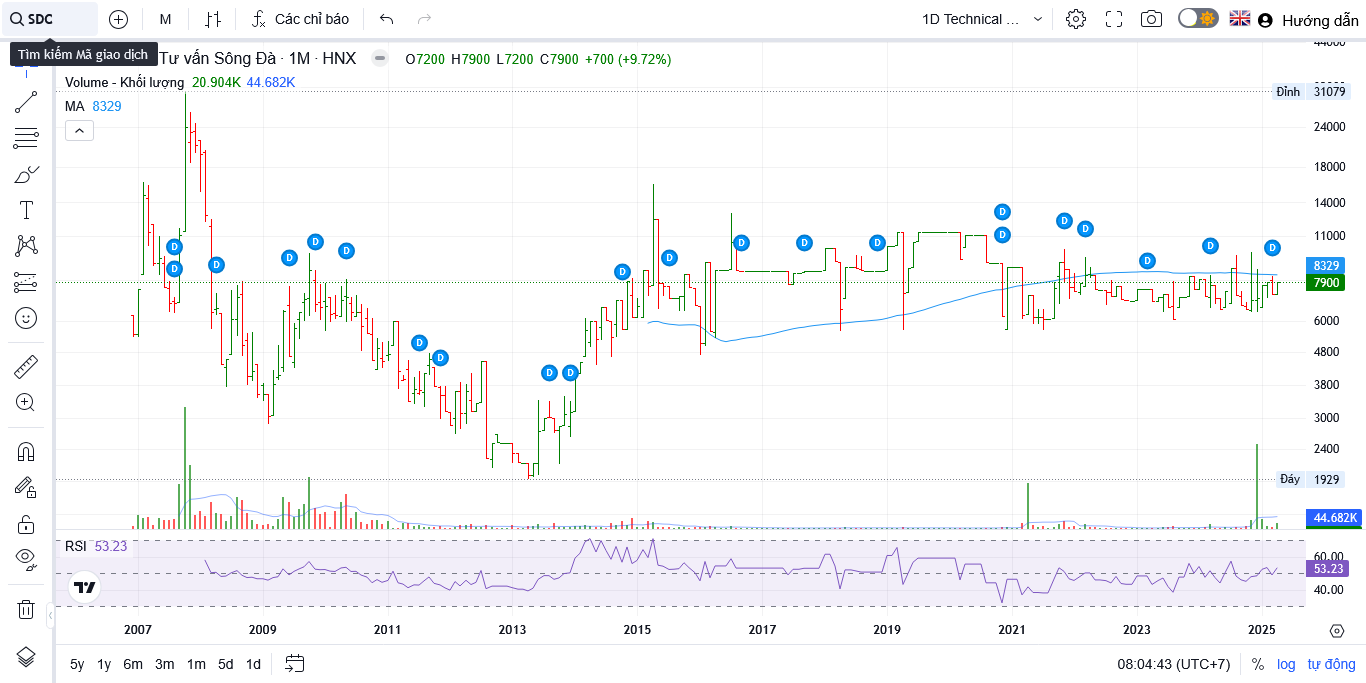 SDC
M
Các chỉ báo
1D Technical ...
Hướng dẫn
Tìm kiếm Mã giao dịch
Tư vấn Sông Đà · 1M · HNX
O7200 H7900 L7200 C7900 +700 (+9.72%)
Volume - Khối lượng 20.904K 44.682K
MA 8329
44000
Đỉnh 31079
24000
18000
14000
11000
8329
7900
6000
4800
3800
3000
2400
Đáy 1929
44.682K
D D D D D D D D D D D D D D D D D D D D D D D
RSI 53.23
60.00
53.23
40.00
2007 2009 2011 2013 2015 2017 2019 2021 2023 2025
5y 1y 6m 3m 1m 5d 1d
08:04:43 (UTC+7) % log tự động